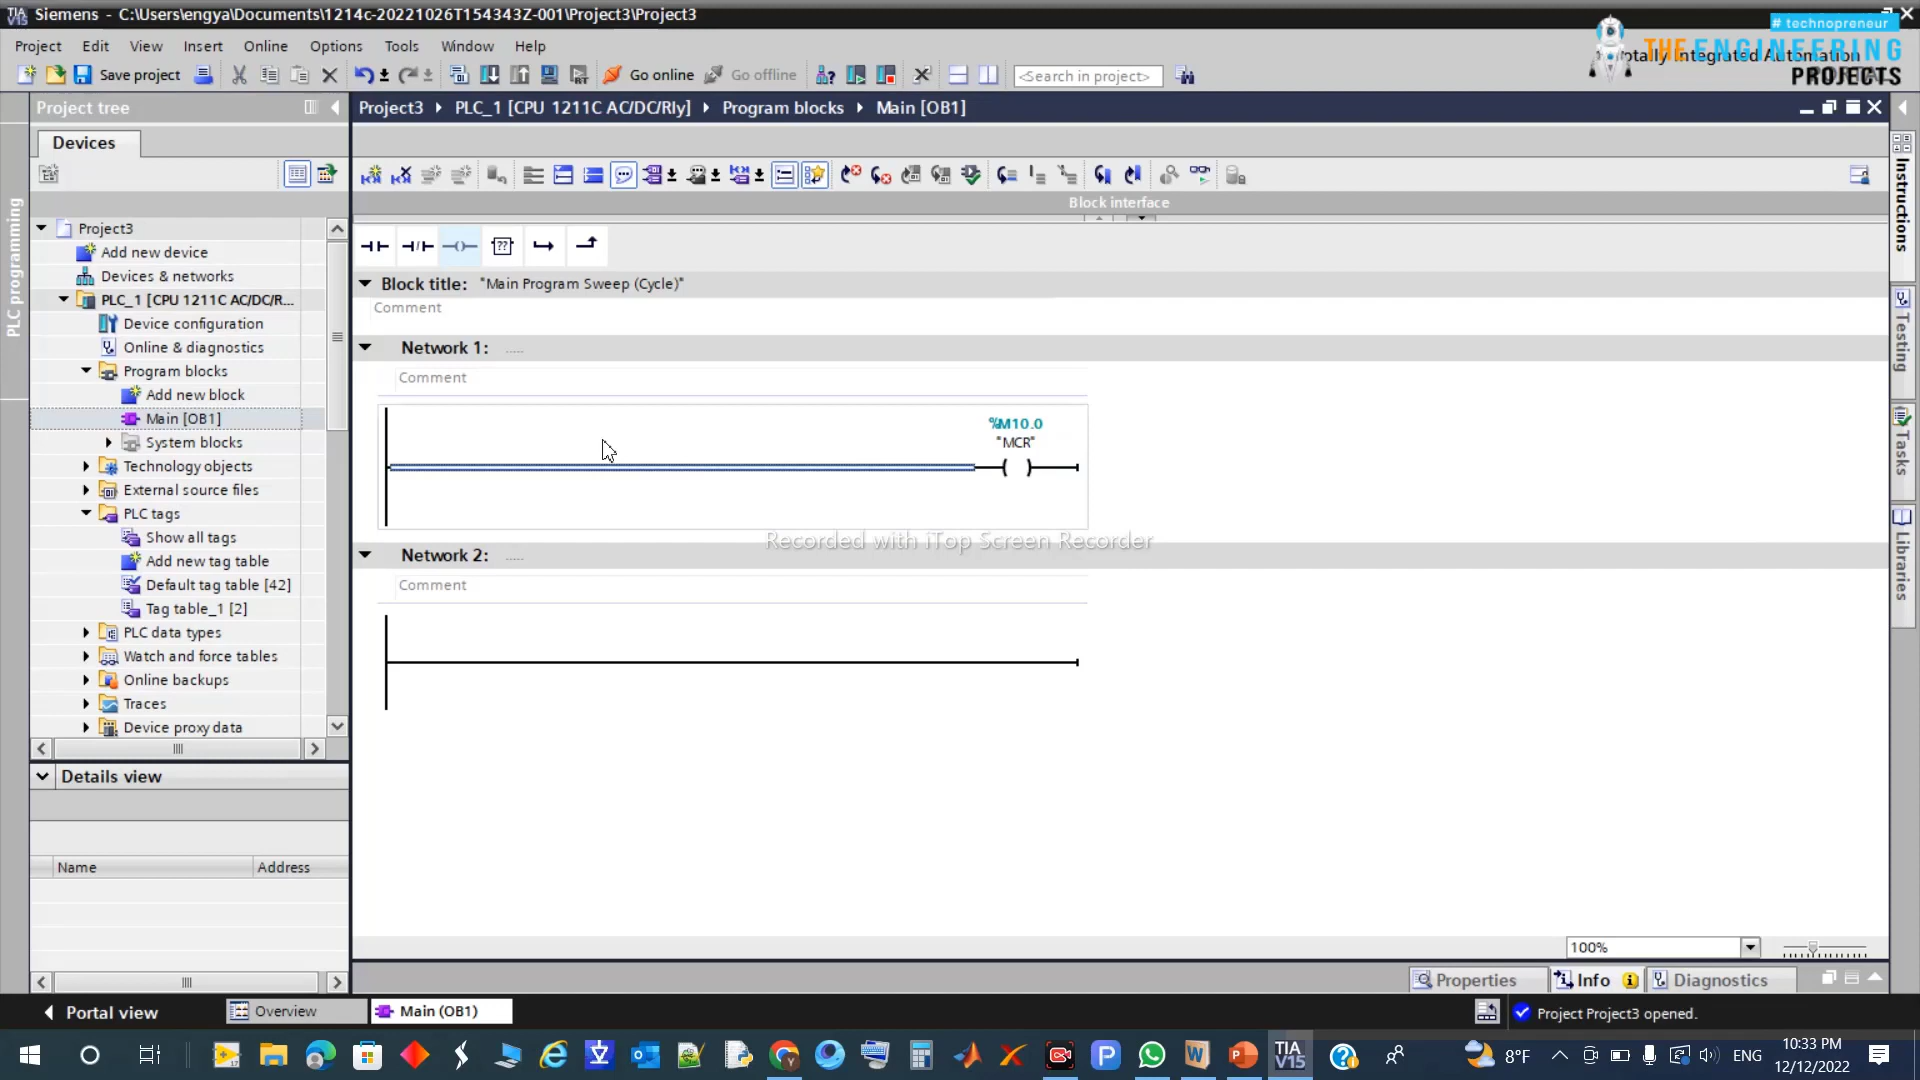 Siemens - C:\Users\engya\Documents\1214c-20221026T154343Z-001\Project3\Project3
# technopreneur
THE ENGINEERING
PROJECTS
Project Edit View Insert Online Options Tools Window Help
Totally Integrated Automation
Save project
Go online
Go offline
<Search in project>
Project tree
Project3 PLC_1 [CPU 1211C AC/DC/Rly] Program blocks Main [OB1]
Devices
PLC programming
Block interface
Project3
Add new device
Devices & networks
PLC_1 [CPU 1211C AC/DC/R...
Device configuration
Online & diagnostics
Program blocks
Add new block
Main [OB1]
System blocks
Technology objects
External source files
PLC tags
Show all tags
Add new tag table
Default tag table [42]
Tag table_1 [2]
PLC data types
Watch and force tables
Online backups
Traces
Device proxy data
Details view
Name Address
??
Block title: "Main Program Sweep (Cycle)"
Comment
Network 1: .....
Comment
%M10.0
"MCR"
Recorded with iTop Screen Recorder
Network 2: .....
Comment
100%
Instructions
Testing
Tasks
Libraries
Properties Info Diagnostics
Portal view Overview Main (OB1)
Project Project3 opened.
TIA
V15
8°F
ENG
10:33 PM
12/12/2022